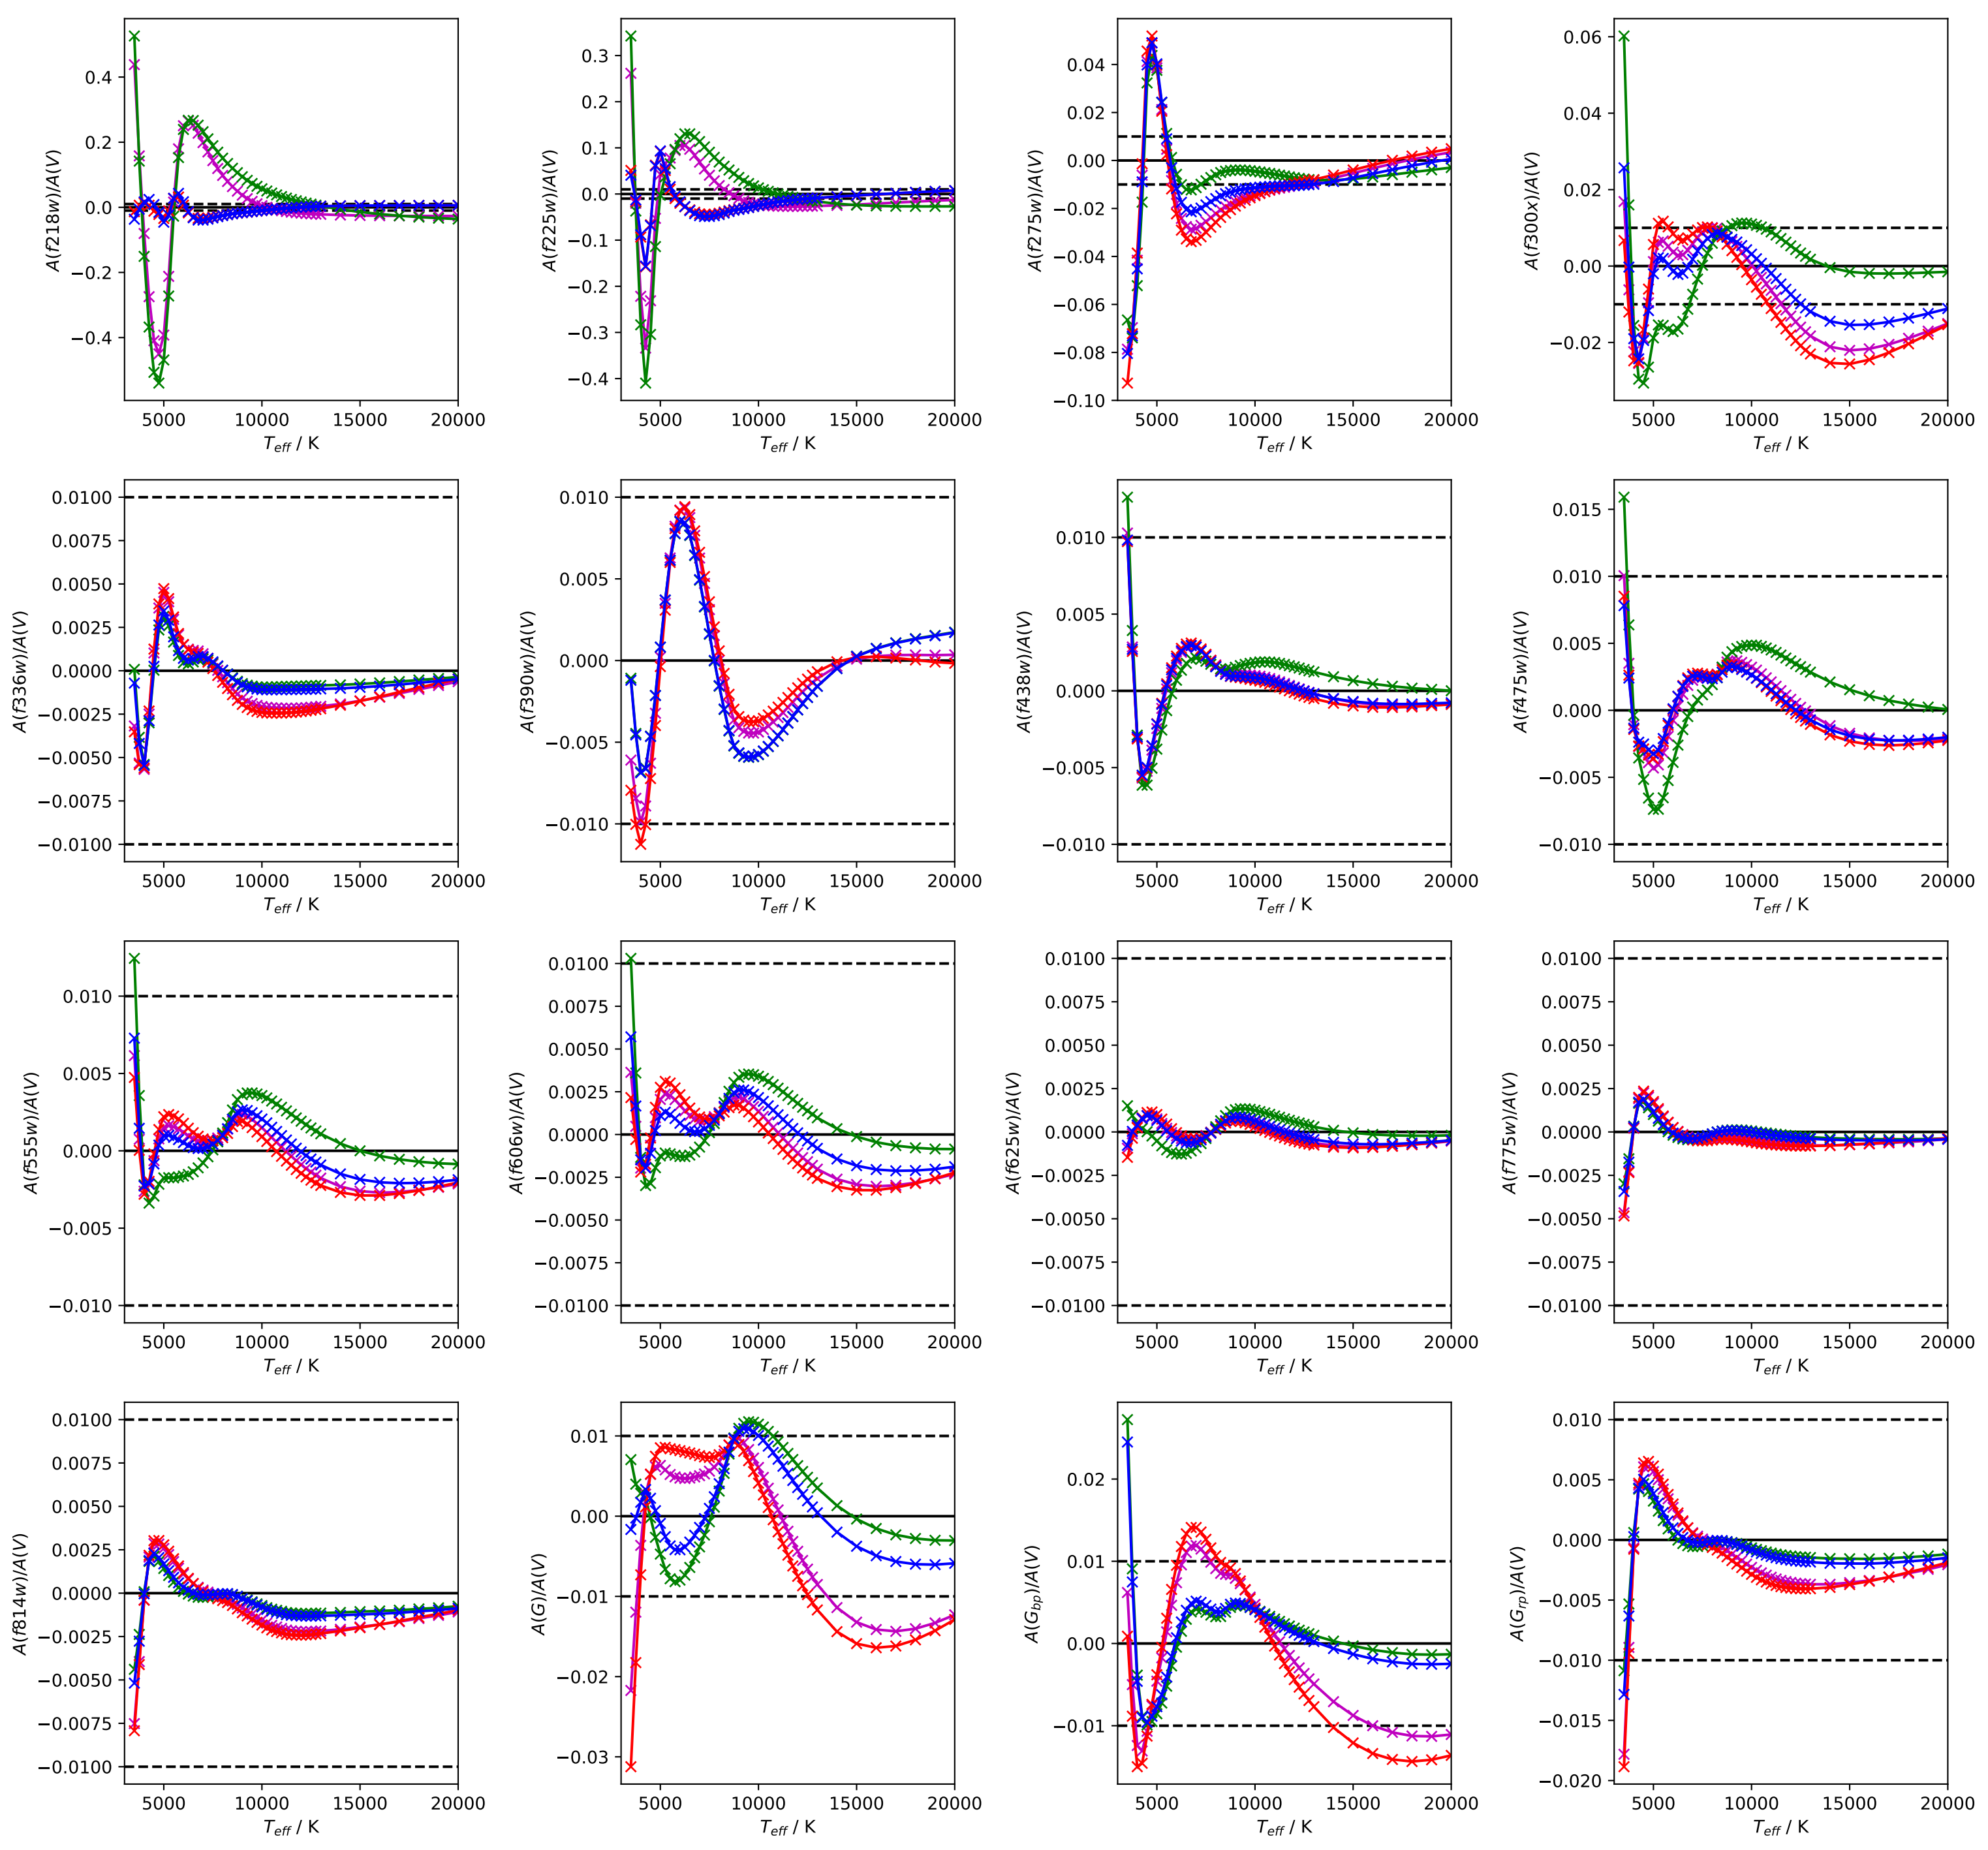 A(f218w)/A(V)
0.4
0.2
0.0
−0.2
−0.4
5000 10000 15000 20000
T_eff / K
A(f225w)/A(V)
0.3
0.2
0.1
0.0
−0.1
−0.2
−0.3
−0.4
5000 10000 15000 20000
T_eff / K
A(f275w)/A(V)
0.04
0.02
0.00
−0.02
−0.04
−0.06
−0.08
−0.10
5000 10000 15000 20000
T_eff / K
A(f300x)/A(V)
0.06
0.04
0.02
0.00
−0.02
5000 10000 15000 20000
T_eff / K
A(f336w)/A(V)
0.0100
0.0075
0.0050
0.0025
0.0000
−0.0025
−0.0050
−0.0075
−0.0100
5000 10000 15000 20000
T_eff / K
A(f390w)/A(V)
0.010
0.005
0.000
−0.005
−0.010
5000 10000 15000 20000
T_eff / K
A(f438w)/A(V)
0.010
0.005
0.000
−0.005
−0.010
5000 10000 15000 20000
T_eff / K
A(f475w)/A(V)
0.015
0.010
0.005
0.000
−0.005
−0.010
5000 10000 15000 20000
T_eff / K
A(f555w)/A(V)
0.010
0.005
0.000
−0.005
−0.010
5000 10000 15000 20000
T_eff / K
A(f606w)/A(V)
0.0100
0.0075
0.0050
0.0025
0.0000
−0.0025
−0.0050
−0.0075
−0.0100
5000 10000 15000 20000
T_eff / K
A(f625w)/A(V)
0.0100
0.0075
0.0050
0.0025
0.0000
−0.0025
−0.0050
−0.0075
−0.0100
5000 10000 15000 20000
T_eff / K
A(f775w)/A(V)
0.0100
0.0075
0.0050
0.0025
0.0000
−0.0025
−0.0050
−0.0075
−0.0100
5000 10000 15000 20000
T_eff / K
A(f814w)/A(V)
0.0100
0.0075
0.0050
0.0025
0.0000
−0.0025
−0.0050
−0.0075
−0.0100
5000 10000 15000 20000
T_eff / K
A(G)/A(V)
0.01
0.00
−0.01
−0.02
−0.03
5000 10000 15000 20000
T_eff / K
A(G_bp)/A(V)
0.02
0.01
0.00
−0.01
5000 10000 15000 20000
T_eff / K
A(G_rp)/A(V)
0.010
0.005
0.000
−0.005
−0.010
−0.015
−0.020
5000 10000 15000 20000
T_eff / K